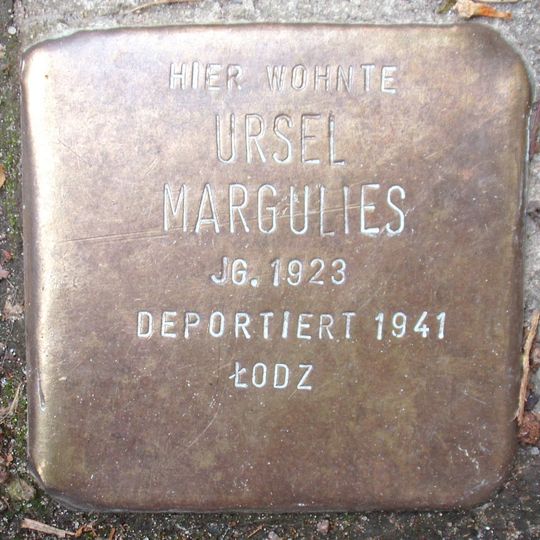 HIER WOHNTE
URSEL
MARGULIES
JG. 1923
DEPORTIERT 1941
ŁODZ